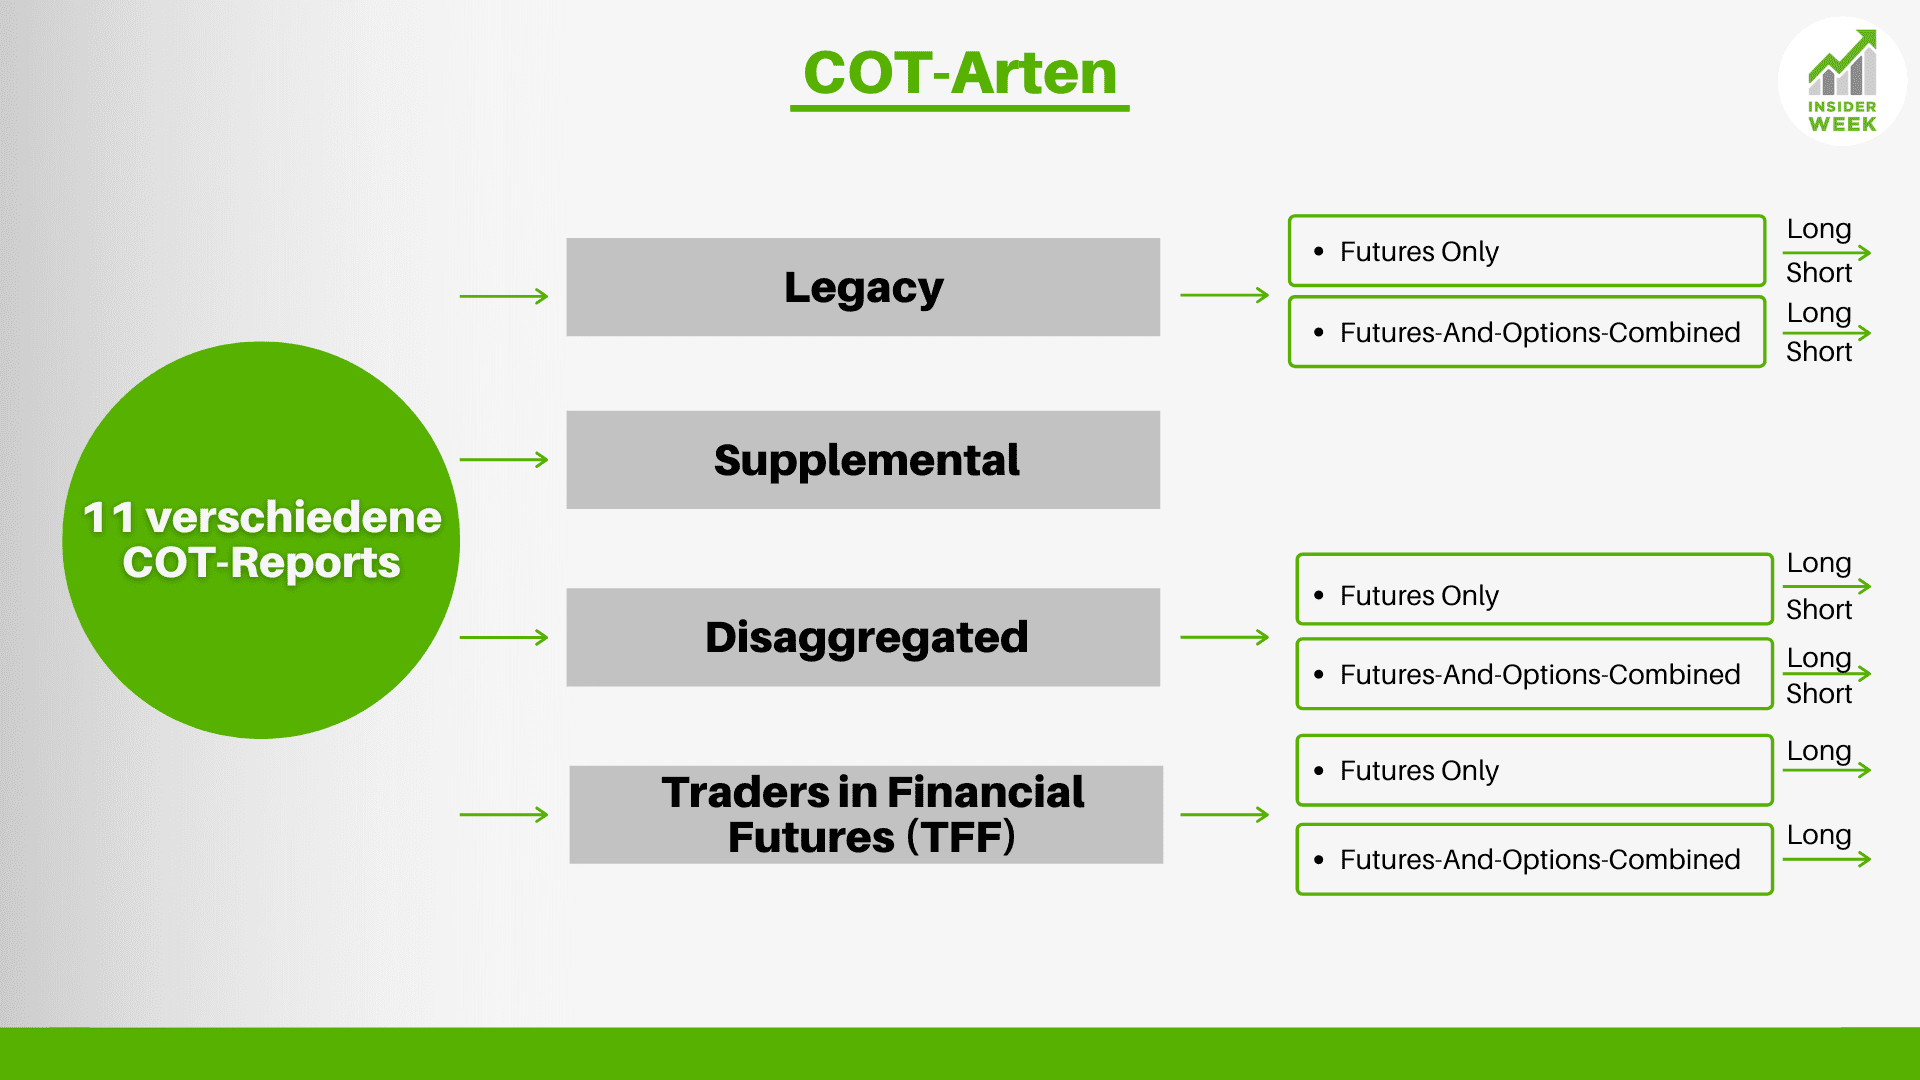 COT-Arten
INSIDER
WEEK
11 verschiedene
COT-Reports
Legacy
• Futures Only
Long
Short
• Futures-And-Options-Combined
Long
Short
Supplemental
Disaggregated
• Futures Only
Long
Short
• Futures-And-Options-Combined
Long
Short
Traders in Financial
Futures (TFF)
• Futures Only
Long
• Futures-And-Options-Combined
Long